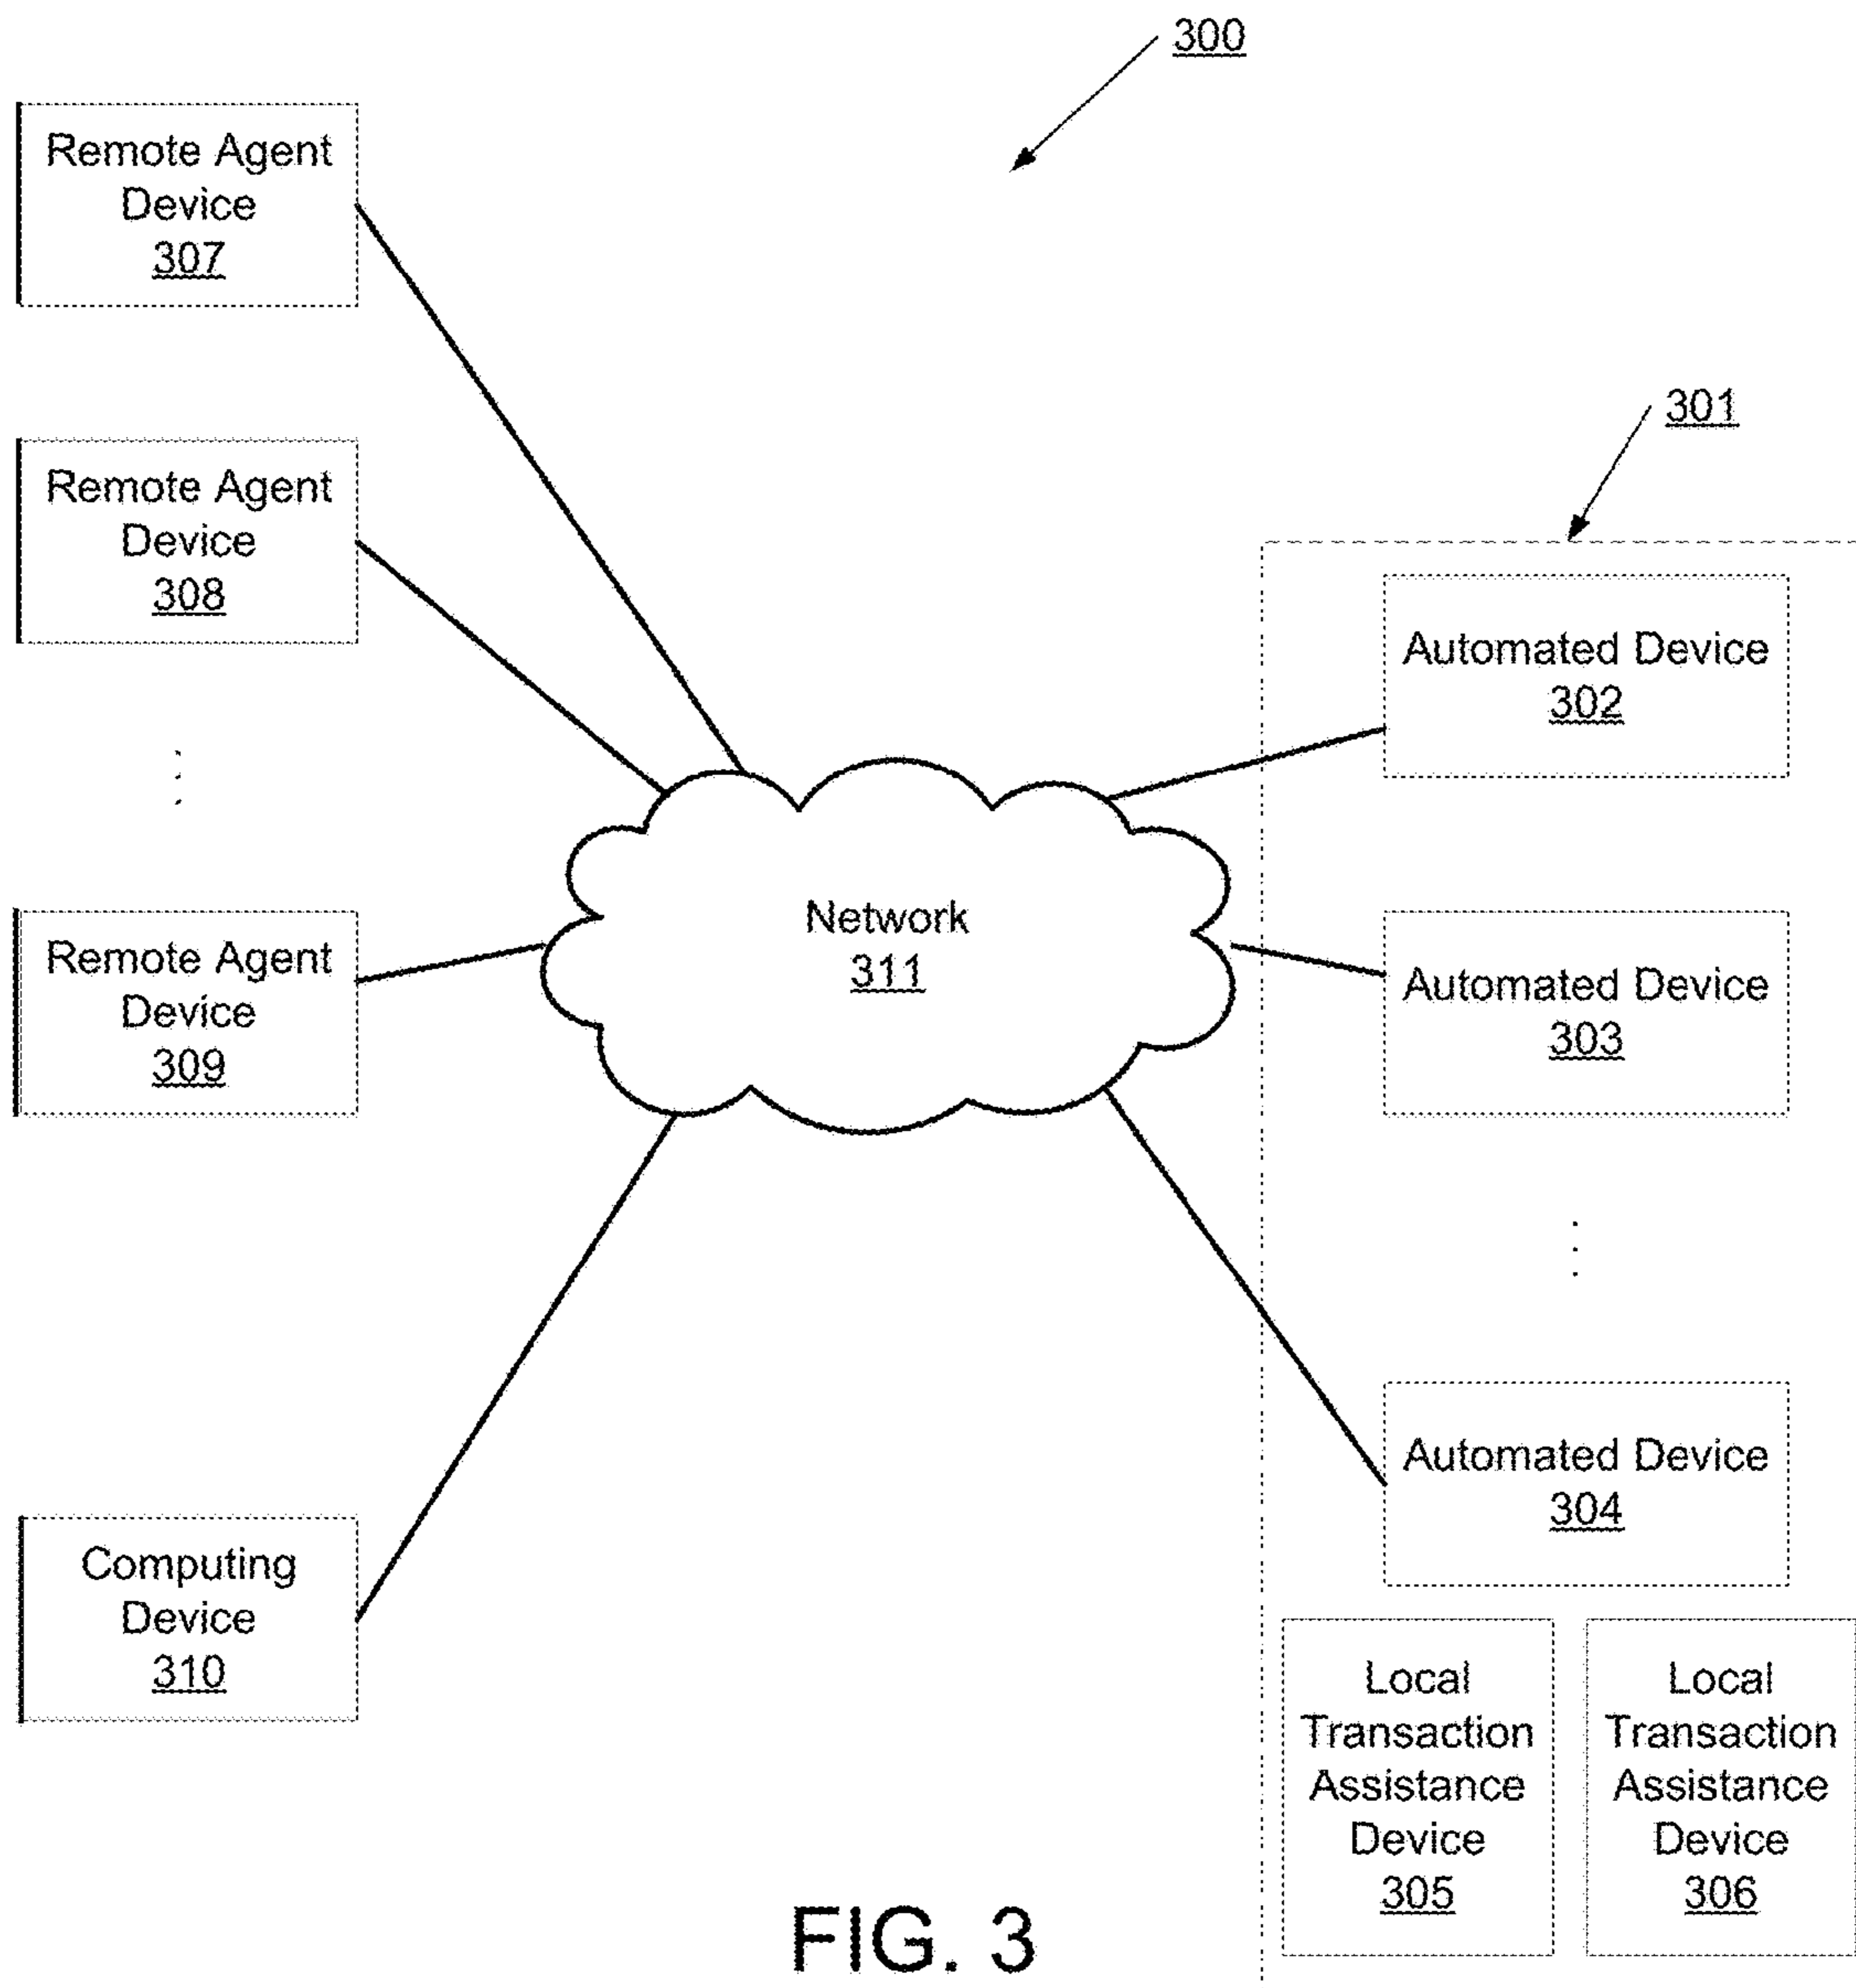 300
Remote Agent
Device
307
301
Remote Agent
Device
308
Automated Device
302
Network
311
Remote Agent
Device
309
Automated Device
303
Automated Device
304
Computing
Device
310
Local
Transaction
Assistance
Device
305
Local
Transaction
Assistance
Device
306
FIG. 3